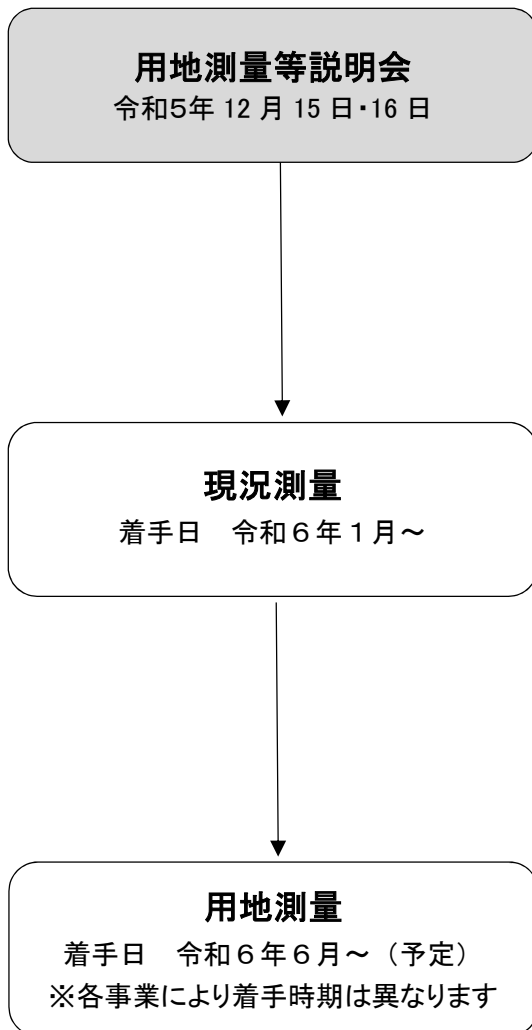 用地測量等説明会
令和5年 12 月 15 日・16 日
現況測量
着手日　令和６年１月～
用地測量
着手日　令和６年６月～（予定）
※各事業により着手時期は異なります